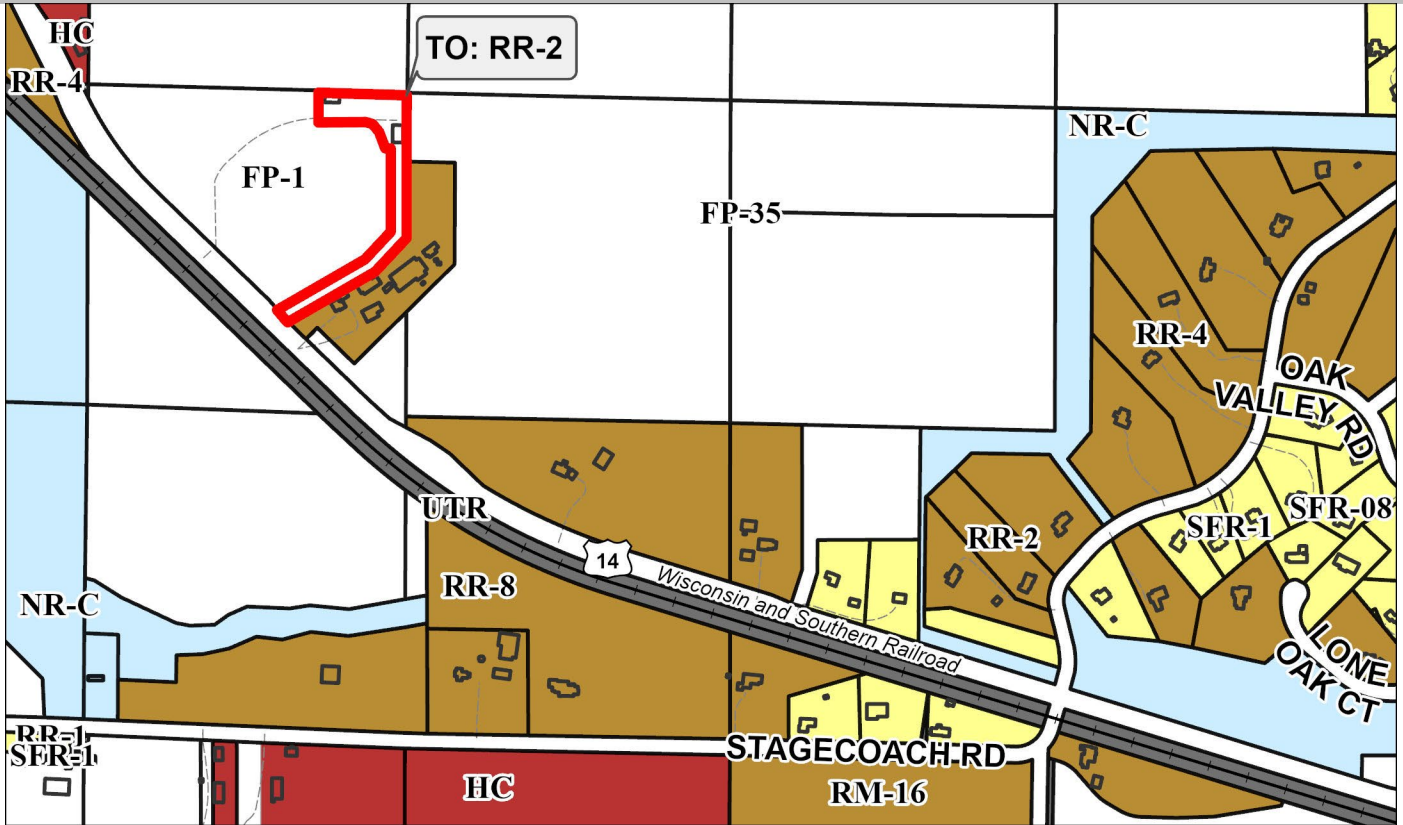 HC
TO: RR-2
RR-4
NR-C
FP-1
FP-35
RR-4
OAK
VALLEY RD
UTR
SFR-08
SFR-1
RR-2
14
Wisconsin and Southern Railroad
RR-8
NR-C
LONE
OAK CT
RR-1
SFR-1
STAGECOACH RD
HC
RM-16